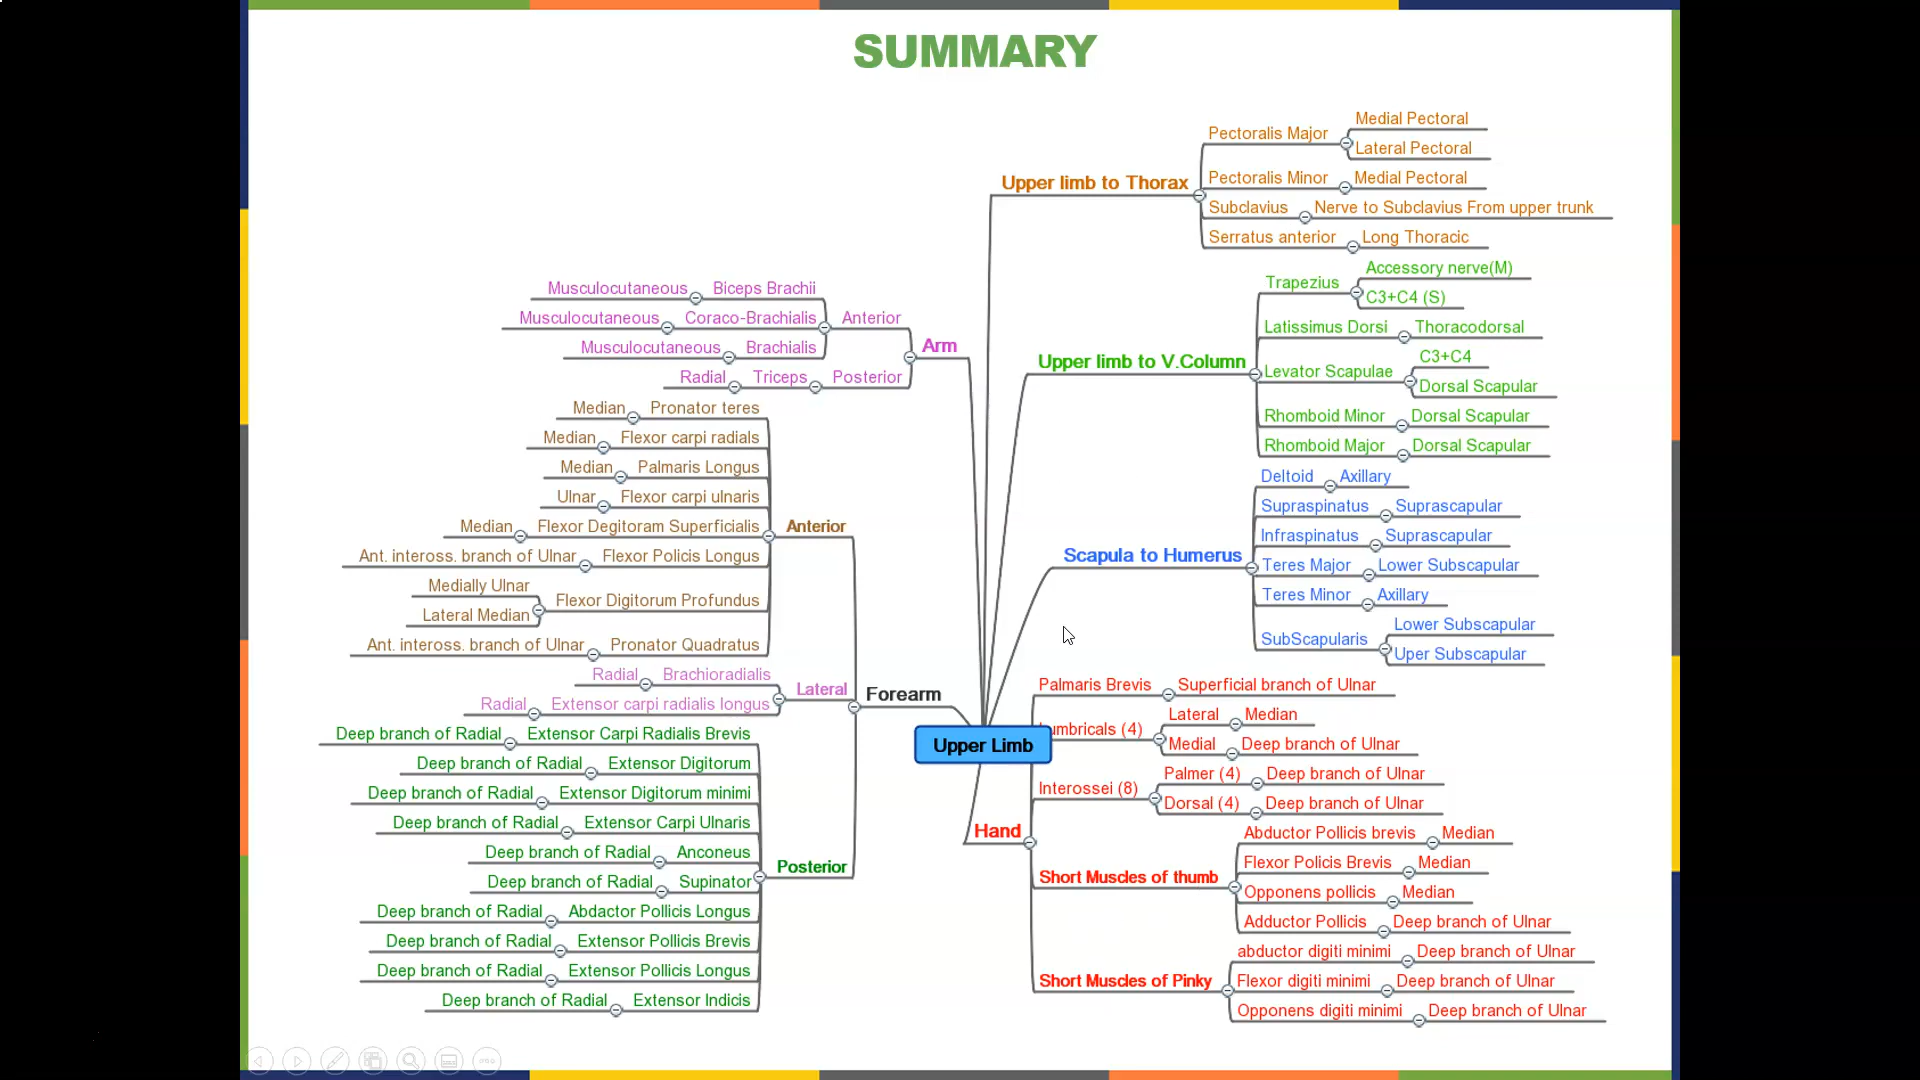 SUMMARY
Upper limb to Thorax
Pectoralis Major
Medial Pectoral
Lateral Pectoral
Pectoralis Minor
Medial Pectoral
Subclavius
Nerve to Subclavius From upper trunk
Serratus anterior
Long Thoracic
Upper limb to V.Column
Trapezius
Accessory nerve(M)
C3+C4 (S)
Latissimus Dorsi
Thoracodorsal
Levator Scapulae
C3+C4
Dorsal Scapular
Rhomboid Minor
Dorsal Scapular
Rhomboid Major
Dorsal Scapular
Scapula to Humerus
Deltoid
Axillary
Supraspinatus
Suprascapular
Infraspinatus
Suprascapular
Teres Major
Lower Subscapular
Teres Minor
Axillary
SubScapularis
Lower Subscapular
Uper Subscapular
Arm
Anterior
Biceps Brachii
Musculocutaneous
Coraco-Brachialis
Musculocutaneous
Brachialis
Musculocutaneous
Posterior
Triceps
Radial
Forearm
Anterior
Pronator teres
Median
Flexor carpi radials
Median
Palmaris Longus
Median
Flexor carpi ulnaris
Ulnar
Flexor Degitoram Superficialis
Median
Flexor Policis Longus
Ant. inteross. branch of Ulnar
Flexor Digitorum Profundus
Medially Ulnar
Lateral Median
Pronator Quadratus
Ant. inteross. branch of Ulnar
Lateral
Brachioradialis
Radial
Extensor carpi radialis longus
Radial
Posterior
Extensor Carpi Radialis Brevis
Deep branch of Radial
Extensor Digitorum
Deep branch of Radial
Extensor Digitorum minimi
Deep branch of Radial
Extensor Carpi Ulnaris
Deep branch of Radial
Anconeus
Deep branch of Radial
Supinator
Deep branch of Radial
Abdactor Pollicis Longus
Deep branch of Radial
Extensor Pollicis Brevis
Deep branch of Radial
Extensor Pollicis Longus
Deep branch of Radial
Extensor Indicis
Deep branch of Radial
Upper Limb
Hand
Palmaris Brevis
Superficial branch of Ulnar
umbricals (4)
Lateral
Median
Medial
Deep branch of Ulnar
Interossei (8)
Palmer (4)
Deep branch of Ulnar
Dorsal (4)
Deep branch of Ulnar
Short Muscles of thumb
Abductor Pollicis brevis
Median
Flexor Policis Brevis
Median
Opponens pollicis
Median
Adductor Pollicis
Deep branch of Ulnar
Short Muscles of Pinky
abductor digiti minimi
Deep branch of Ulnar
Flexor digiti minimi
Deep branch of Ulnar
Opponens digiti minimi
Deep branch of Ulnar